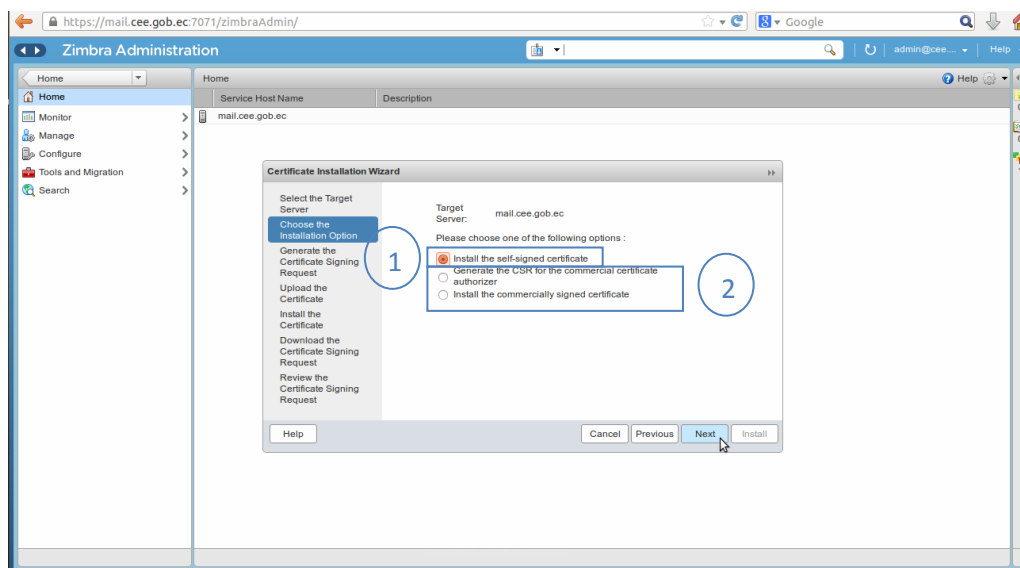 https://mail.cee.gob.ec:7071/zimbraAdmin/
Google
Zimbra Administration
admin@cee....
Help
Home
Home
Help
Home
Service Host Name
Description
Monitor
mail.cee.gob.ec
Manage
Configure
Tools and Migration
Search
Certificate Installation Wizard
Select the Target
Server
Choose the
Installation Option
Generate the
Certificate Signing
Request
Upload the
Certificate
Install the
Certificate
Download the
Certificate Signing
Request
Review the
Certificate Signing
Request
Target
Server:
mail.cee.gob.ec
Please choose one of the following options :
1
Install the self-signed certificate
Generate the CSR for the commercial certificate
authorizer
Install the commercially signed certificate
2
Help
Cancel
Previous
Next
Install